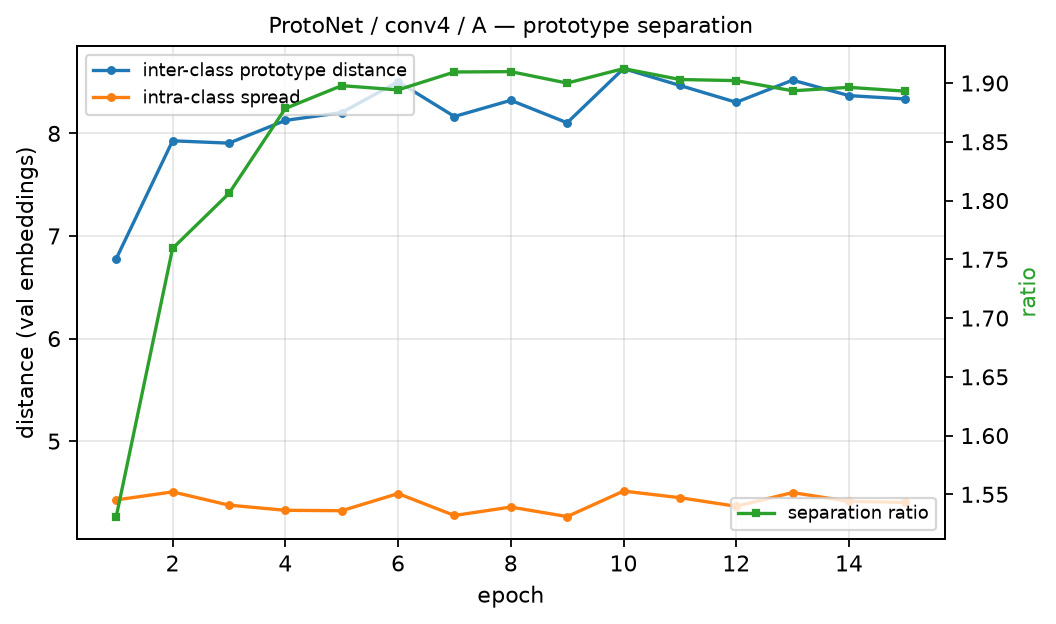 ProtoNet / conv4 / A — prototype separation
inter-class prototype distance
intra-class spread
distance (val embeddings)
8
7
6
5
1.90
1.85
1.80
1.75
1.70
1.65
1.60
1.55
ratio
separation ratio
2 4 6 8 10 12 14
epoch